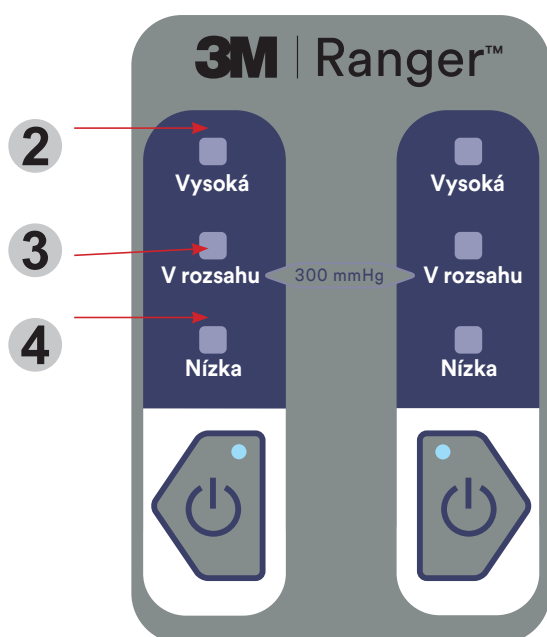 3M Ranger™
2
Vysoká
Vysoká
3
V rozsahu
300 mmHg
V rozsahu
4
Nízka
Nízka